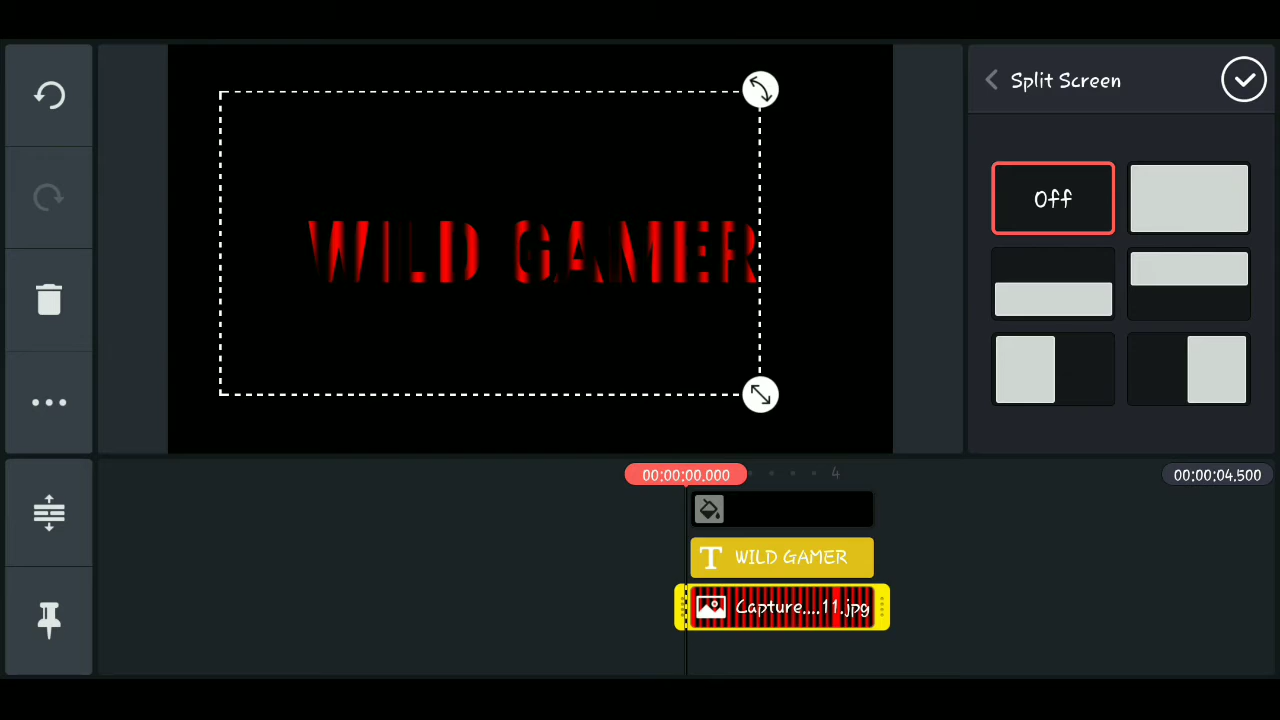 Split Screen
WILD GAMER
Off
00:00:00.000
4
00:00:04.500
T WILD GAMER
Capture....11.jpg